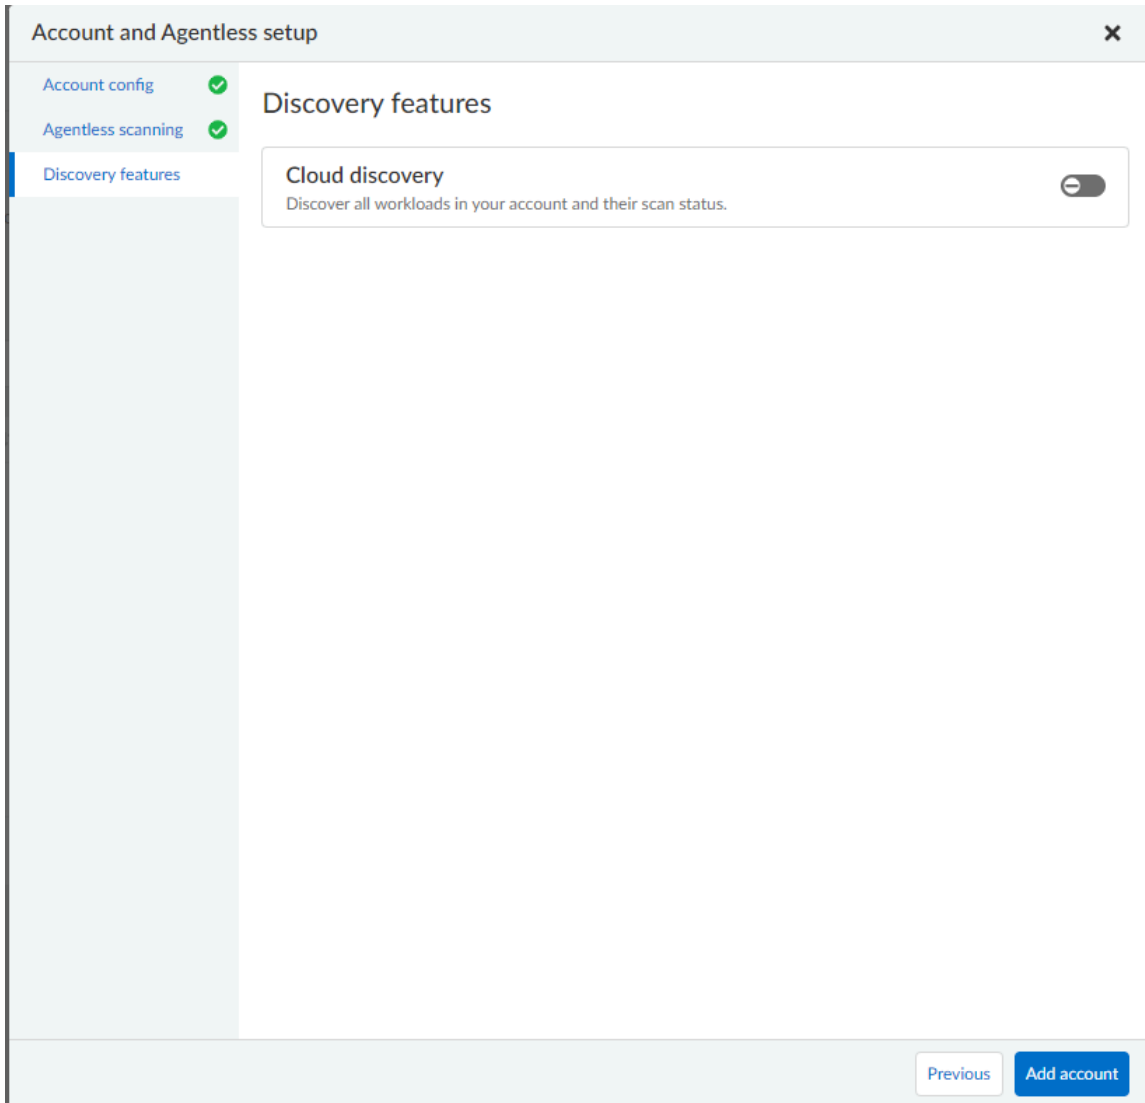 Account and Agentless setup
Account config
Agentless scanning
Discovery features
Discovery features
Cloud discovery
Discover all workloads in your account and their scan status.
Previous
Add account